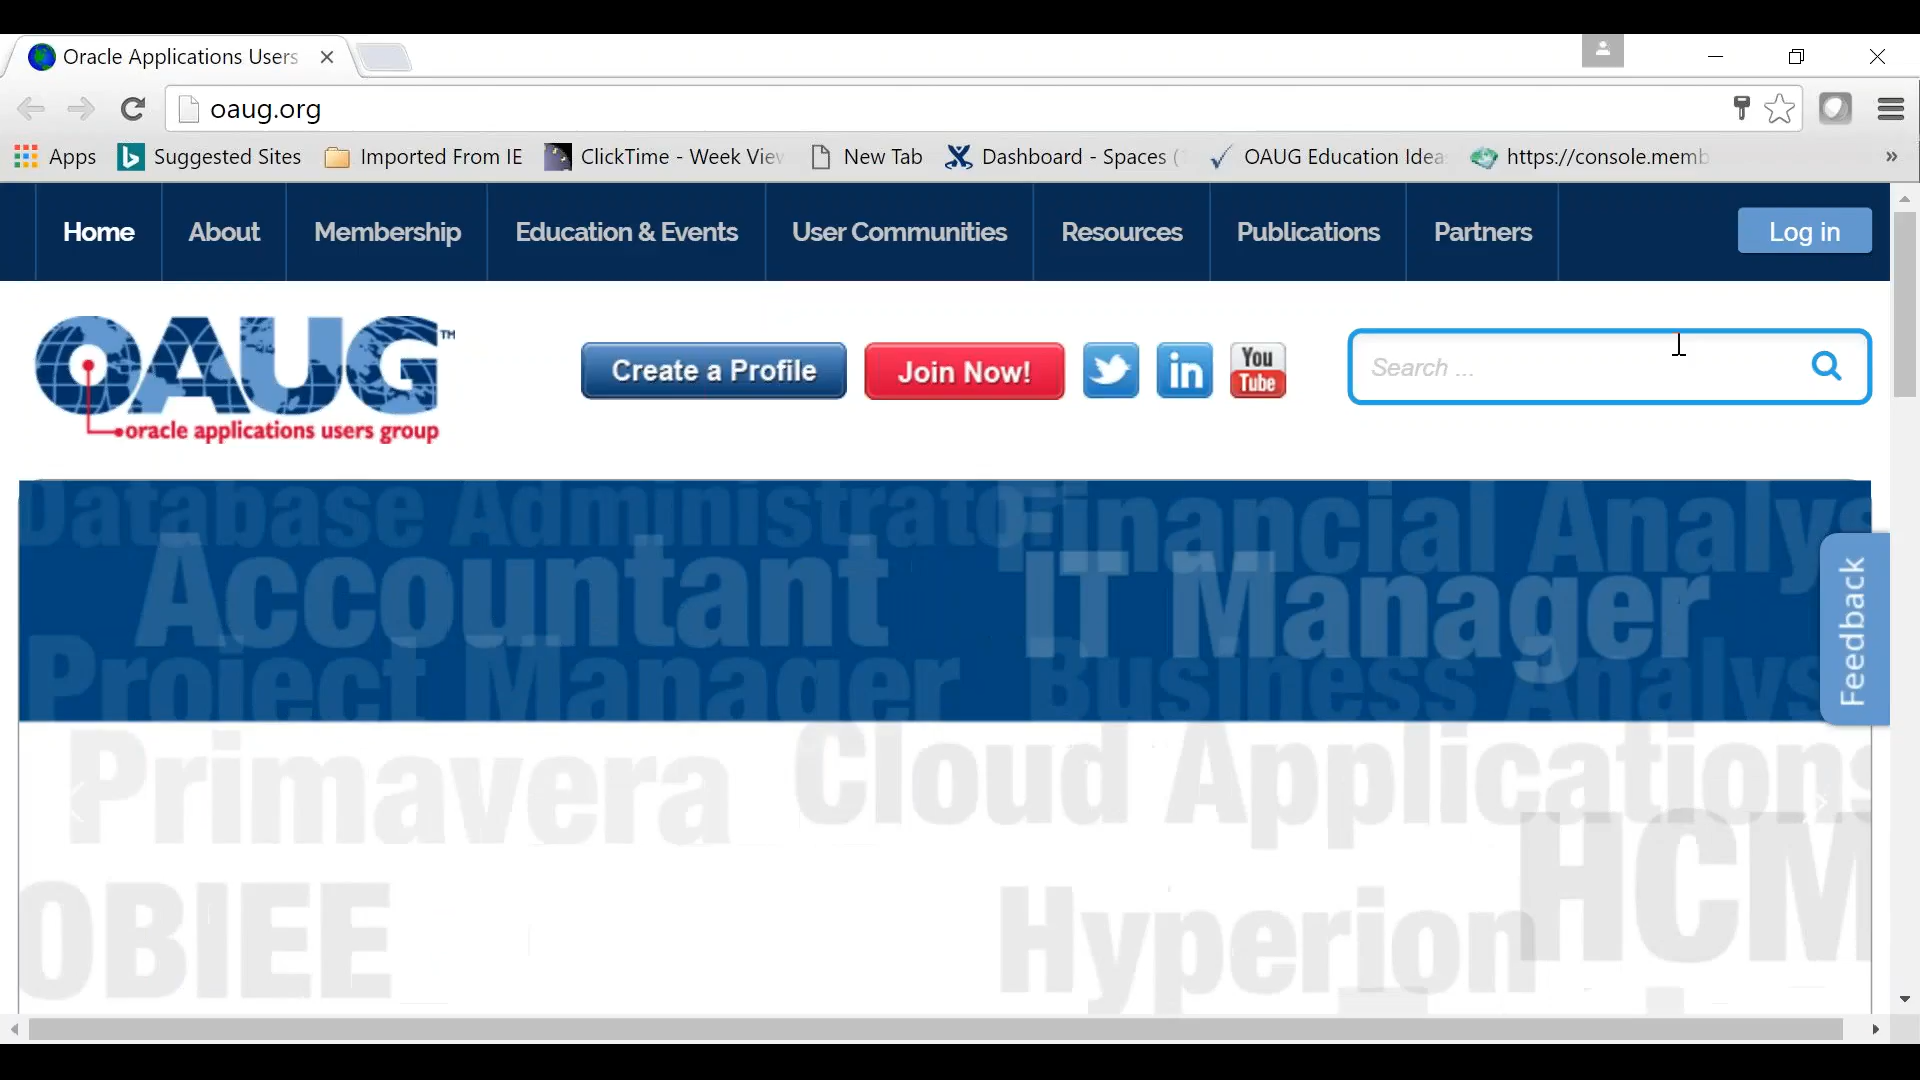 Oracle Applications Users
oaug.org
Apps Suggested Sites Imported From IE ClickTime - Week View New Tab Dashboard - Spaces ( OAUG Education Idea https://console.memb »
Home About Membership Education & Events User Communities Resources Publications Partners Log in
OAUG™
oracle applications users group
Create a Profile Join Now! in You Tube Search ...
Database Administrato Financial Analys
Accountant IT Manager
Project Manager Business Analys
Feedback
Primavera Cloud Applications
HCM
OBIEE Hyperion